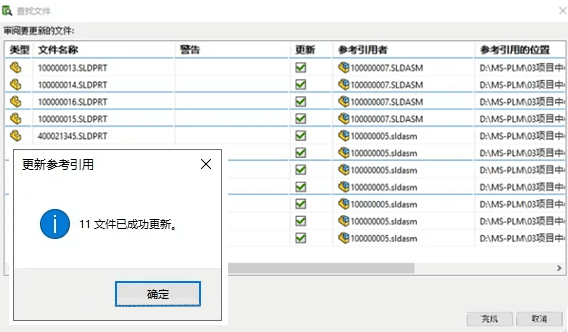 查找文件
审阅要更新的文件:
类型 文件名称 警告 更新 参考引用者 参考引用的位置
100000013.SLDPRT 100000007.SLDASM D:\MS-PLM\03项目中
100000014.SLDPRT 100000007.SLDASM D:\MS-PLM\03项目中
100000016.SLDPRT 100000007.SLDASM D:\MS-PLM\03项目中
100000015.SLDPRT 100000007.SLDASM D:\MS-PLM\03项目中
400021345.SLDPRT 100000005.sldasm D:\MS-PLM\03项目中
100000005.sldasm D:\MS-PLM\03项目中
100000005.sldasm D:\MS-PLM\03项目中
100000005.sldasm D:\MS-PLM\03项目中
100000005.sldasm D:\MS-PLM\03项目中
100000005.sldasm D:\MS-PLM\03项目中
100000005.sldasm D:\MS-PLM\03项目中
更新参考引用
11 文件已成功更新。
确定
完成 取消